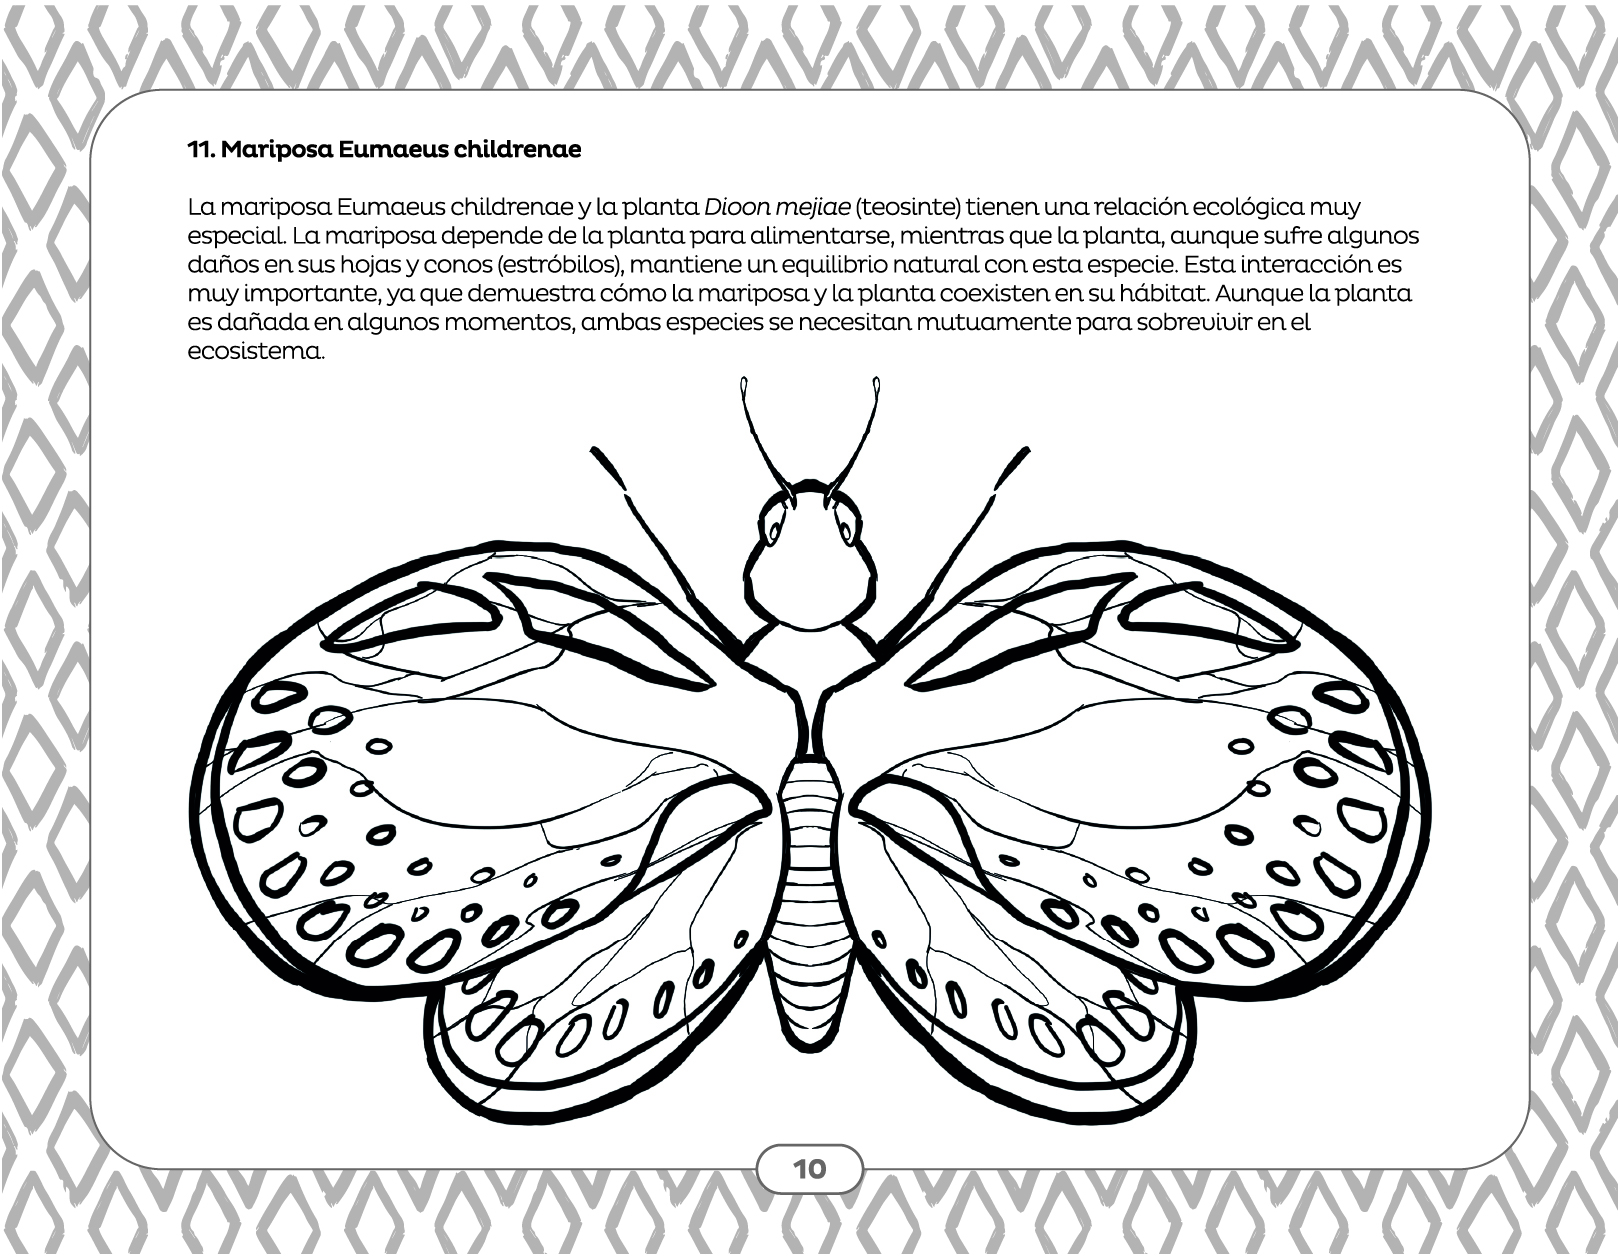 11. Mariposa Eumaeus childrenae
La mariposa Eumaeus childrenae y la planta Dioon mejiae (teosinte) tienen una relación ecológica muy
especial. La mariposa depende de la planta para alimentarse, mientras que la planta, aunque sufre algunos
daños en sus hojas y conos (estróbilos), mantiene un equilibrio natural con esta especie. Esta interacción es
muy importante, ya que demuestra cómo la mariposa y la planta coexisten en su hábitat. Aunque la planta
es dañada en algunos momentos, ambas especies se necesitan mutuamente para sobrevivir en el
ecosistema.
10